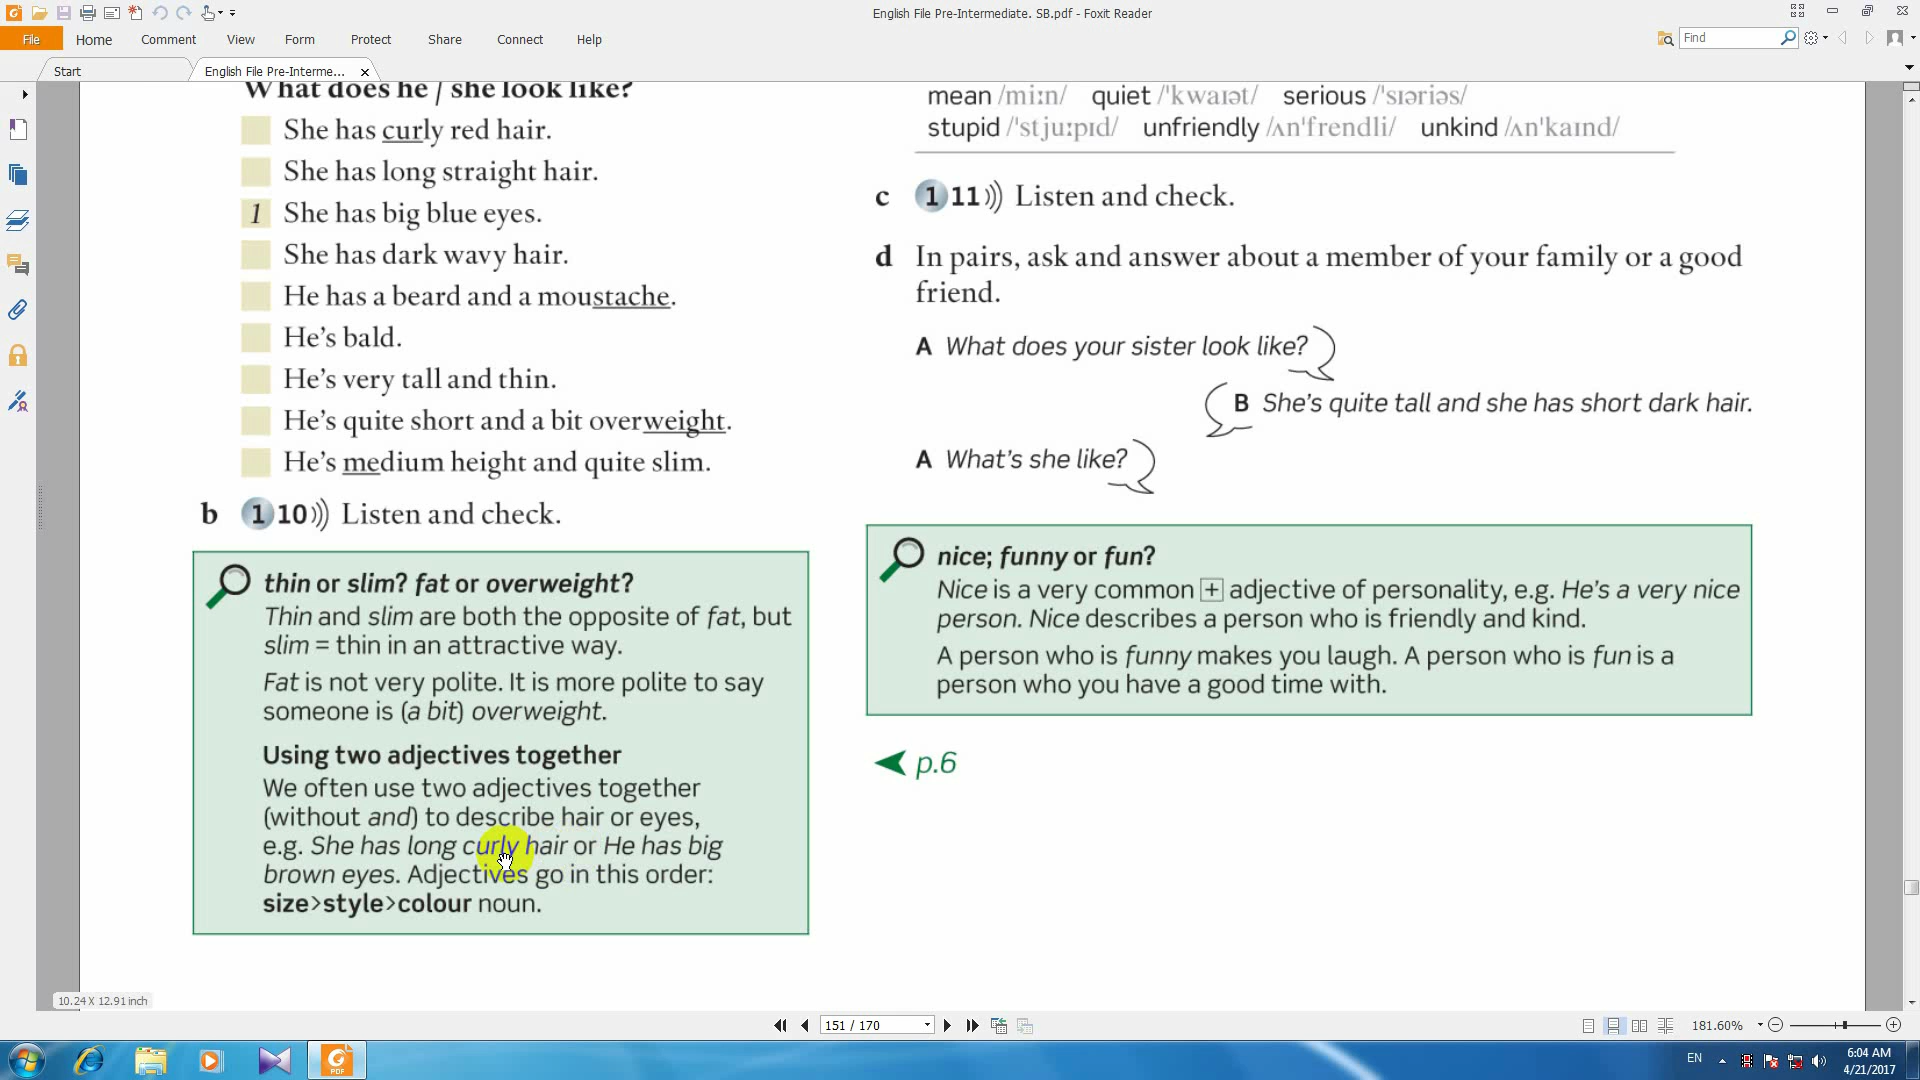 English File Pre-Intermediate. SB.pdf - Foxit Reader
File Home Comment View Form Protect Share Connect Help
Find
Start
English File Pre-Interme...
What does he / she look like?
She has curly red hair.
She has long straight hair.
1 She has big blue eyes.
She has dark wavy hair.
He has a beard and a moustache.
He's bald.
He's very tall and thin.
He's quite short and a bit overweight.
He's medium height and quite slim.
b 1 10 Listen and check.
thin or slim? fat or overweight?
Thin and slim are both the opposite of fat, but
slim = thin in an attractive way.
Fat is not very polite. It is more polite to say
someone is (a bit) overweight.
Using two adjectives together
We often use two adjectives together
(without and) to describe hair or eyes,
e.g. She has long curly hair or He has big
brown eyes. Adjectives go in this order:
size>style>colour noun.
mean /miːn/ quiet /ˈkwaɪət/ serious /ˈsɪəriəs/
stupid /ˈstjuːpɪd/ unfriendly /ʌnˈfrendli/ unkind /ʌnˈkaɪnd/
c 1 11 Listen and check.
d In pairs, ask and answer about a member of your family or a good
friend.
A What does your sister look like?
B She's quite tall and she has short dark hair.
A What's she like?
nice; funny or fun?
Nice is a very common + adjective of personality, e.g. He's a very nice
person. Nice describes a person who is friendly and kind.
A person who is funny makes you laugh. A person who is fun is a
person who you have a good time with.
p.6
10.24 X 12.91 inch
151 / 170
181.60%
PDF
EN
6:04 AM
4/21/2017